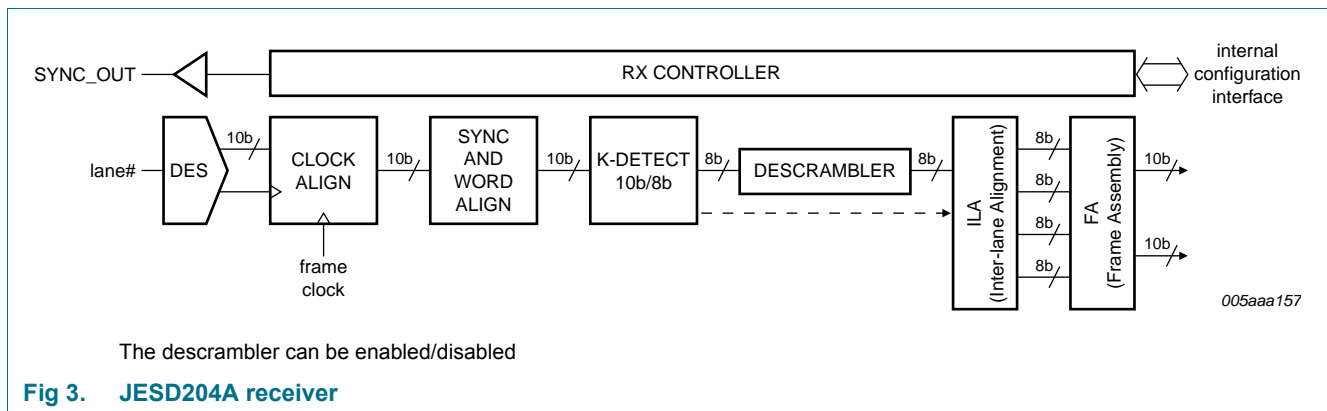 SYNC_OUT
RX CONTROLLER
internal
configuration
interface
lane#
DES
10b
CLOCK
ALIGN
frame
clock
10b
SYNC
AND
WORD
ALIGN
10b
K-DETECT
10b/8b
8b
DESCRAMBLER
8b
ILA
(Inter-lane Alignment)
8b
8b
8b
8b
FA
(Frame Assembly)
10b
10b
005aaa157
The descrambler can be enabled/disabled
Fig 3. JESD204A receiver